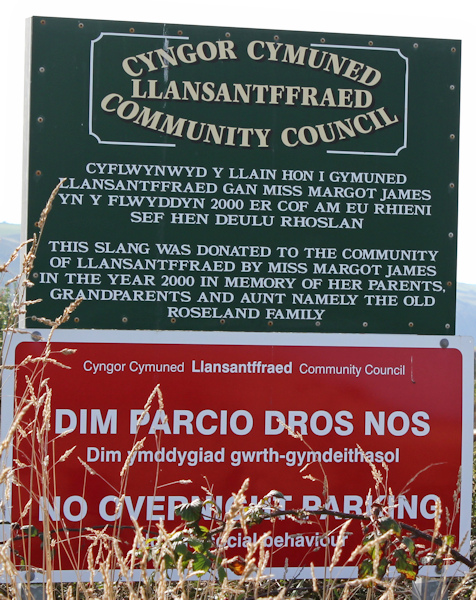 CYNGOR CYMUNED
LLANSANTFFRAED
COMMUNITY COUNCIL
CYFLWYNWYD Y LLAIN HON I GYMUNED
LLANSANTFFRAED GAN MISS MARGOT JAMES
YN Y FLWYDDYN 2000 ER COF AM EU RHIENI
SEF HEN DEULU RHOSLAN
THIS SLANG WAS DONATED TO THE COMMUNITY
OF LLANSANTFFRAED BY MISS MARGOT JAMES
IN THE YEAR 2000 IN MEMORY OF HER PARENTS,
GRANDPARENTS AND AUNT NAMELY THE OLD
ROSELAND FAMILY
Cyngor Cymuned Llansantffraed Community Council
DIM PARCIO DROS NOS
Dim ymddygiad gwrth-gymdeithasol
NO OVERNIGHT PARKING
behaviour